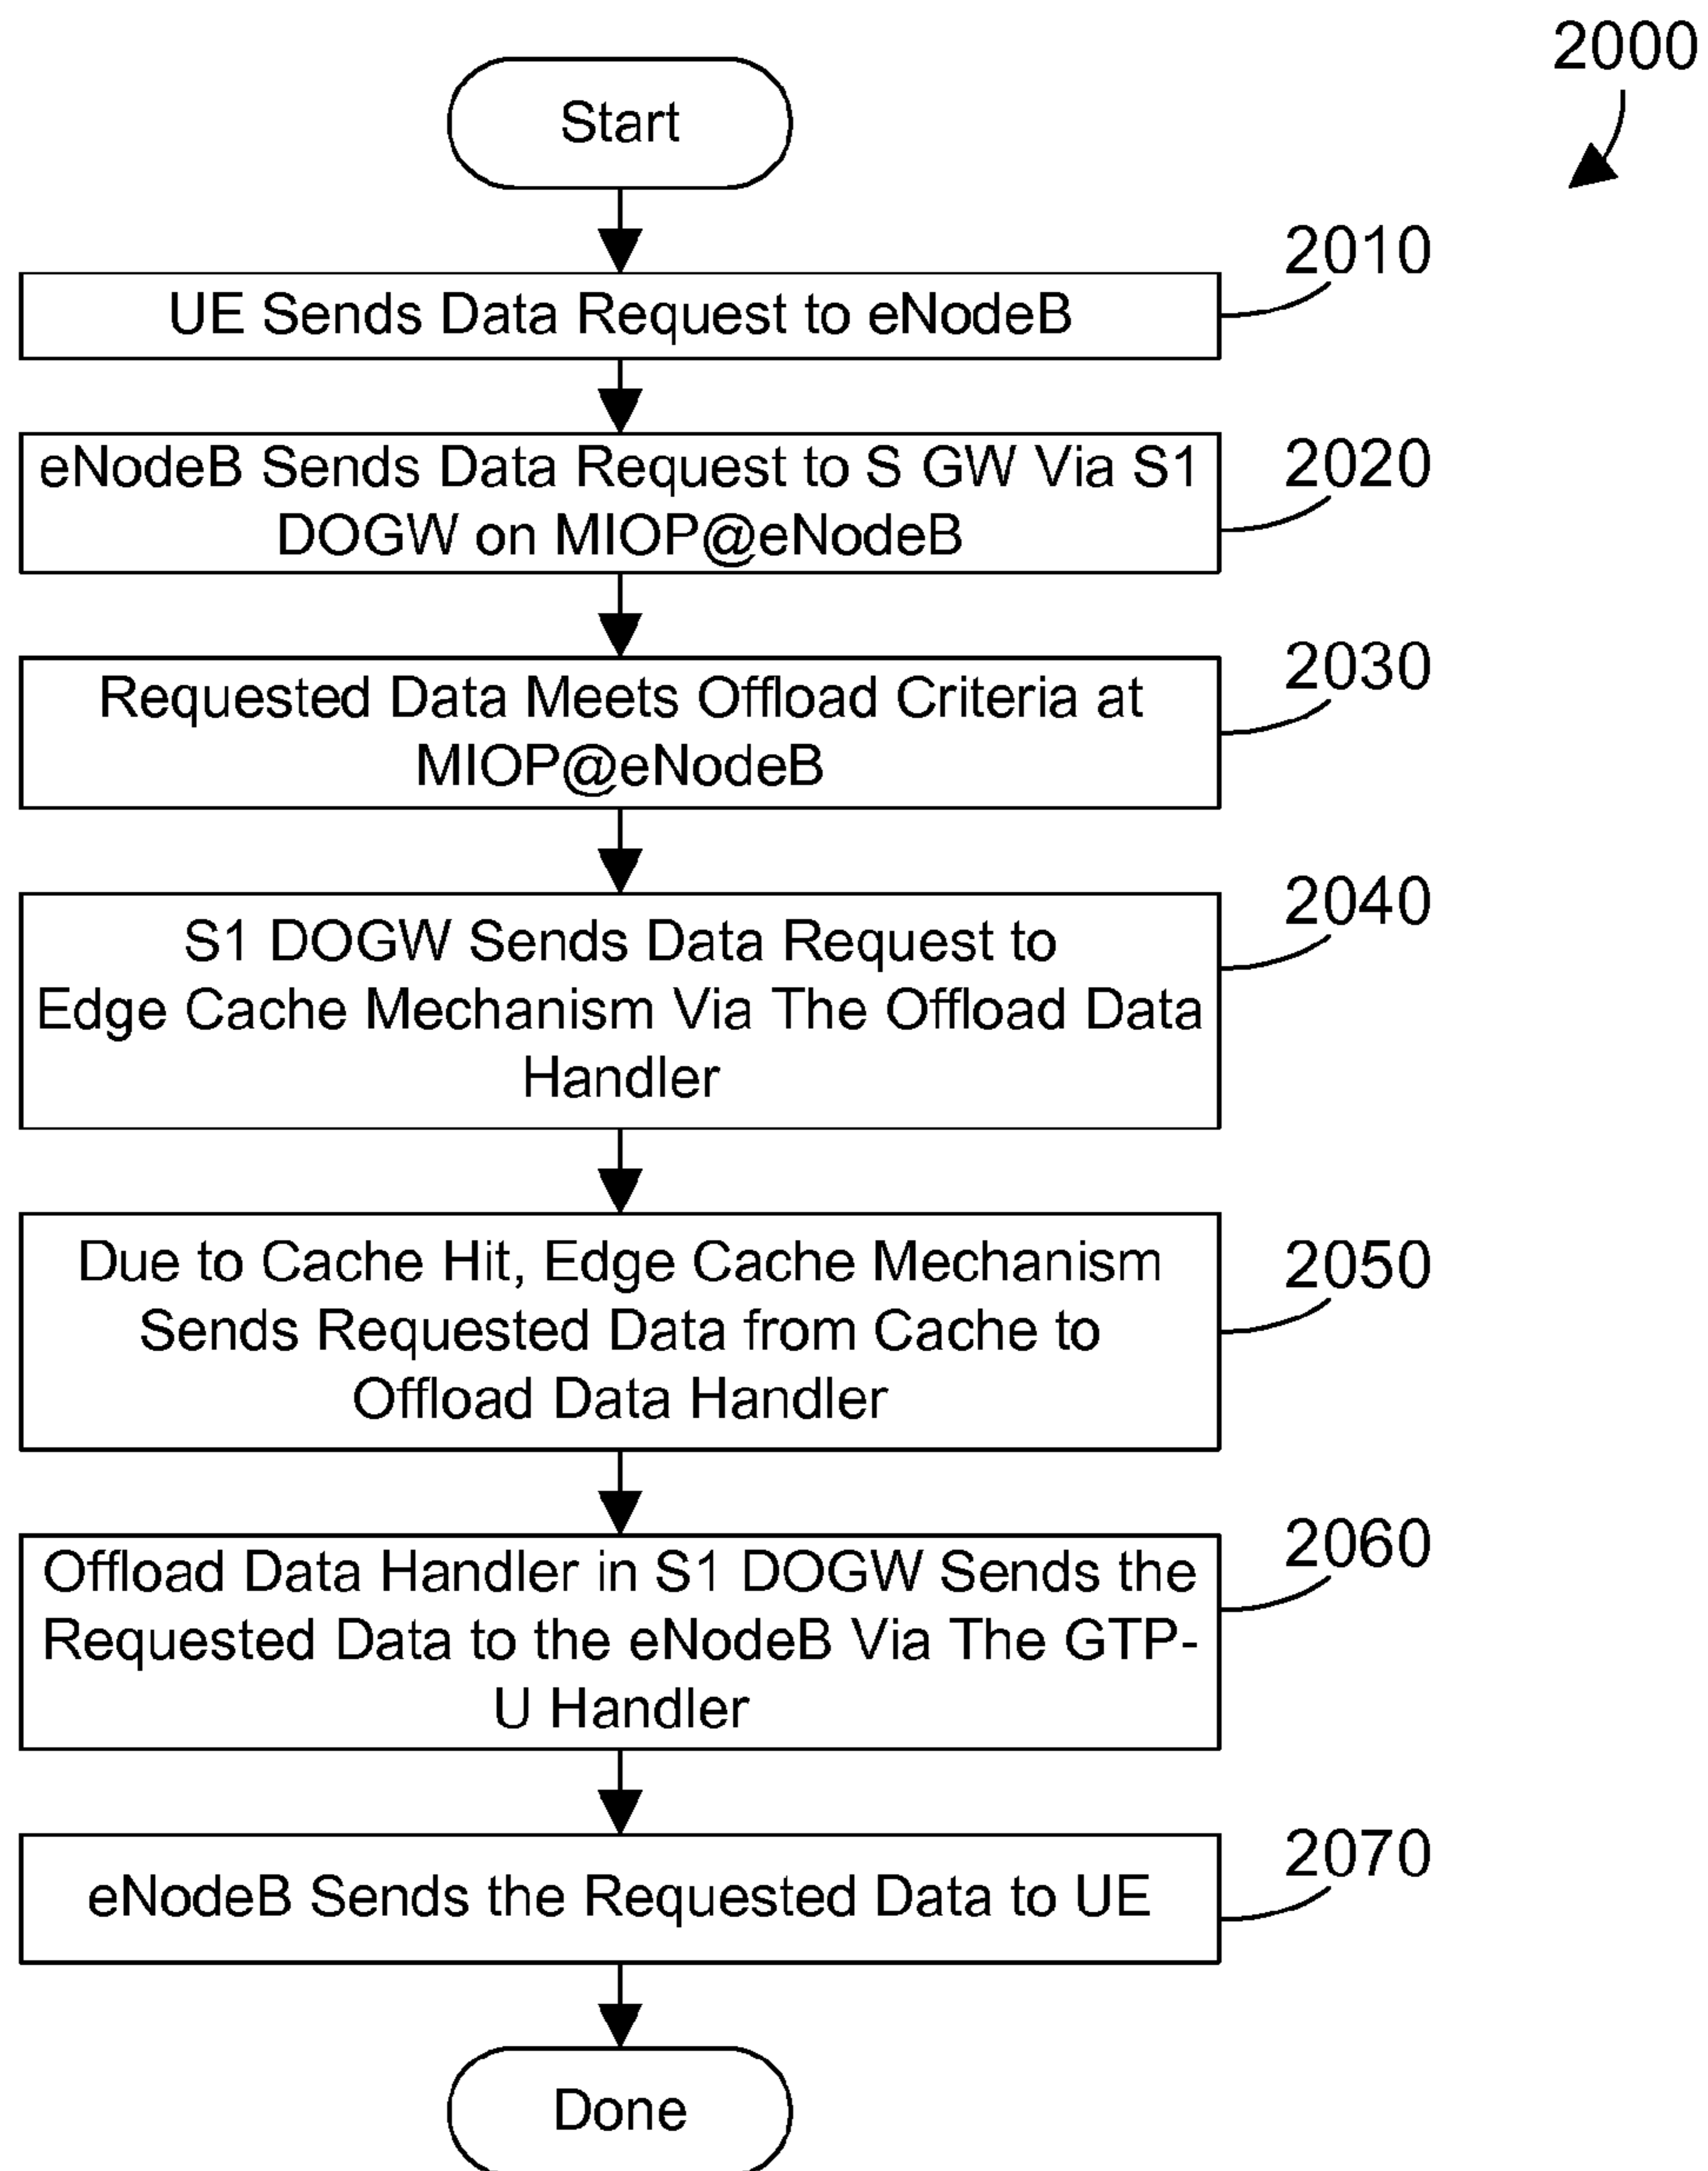 2000
Start
2010
UE Sends Data Request to eNodeB
2020
eNodeB Sends Data Request to S GW Via S1
DOGW on MIOP@eNodeB
2030
Requested Data Meets Offload Criteria at
MIOP@eNodeB
2040
S1 DOGW Sends Data Request to
Edge Cache Mechanism Via The Offload Data
Handler
2050
Due to Cache Hit, Edge Cache Mechanism
Sends Requested Data from Cache to
Offload Data Handler
2060
Offload Data Handler in S1 DOGW Sends the
Requested Data to the eNodeB Via The GTP-
U Handler
2070
eNodeB Sends the Requested Data to UE
Done